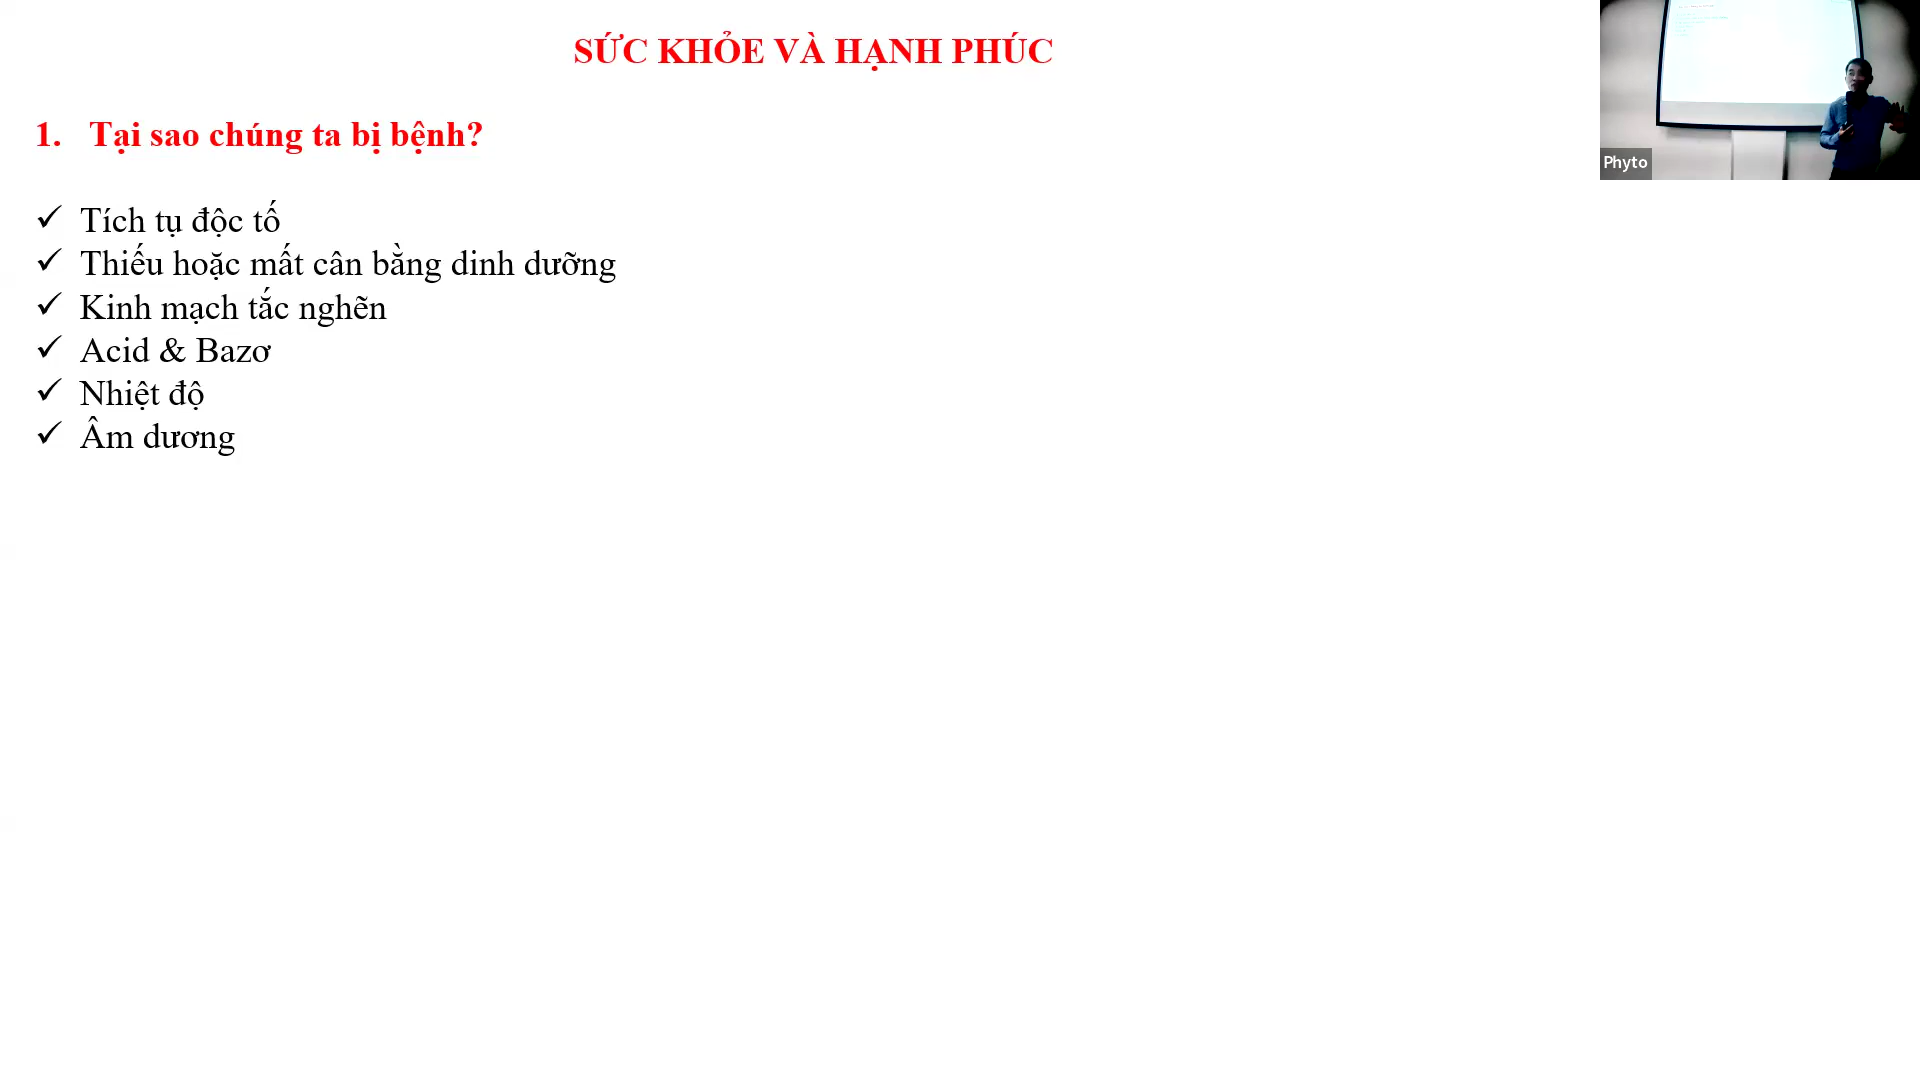 SỨC KHỎE VÀ HẠNH PHÚC
1. Tại sao chúng ta bị bệnh?
✓ Tích tụ độc tố
✓ Thiếu hoặc mất cân bằng dinh dưỡng
✓ Kinh mạch tắc nghẽn
✓ Acid & Bazơ
✓ Nhiệt độ
✓ Âm dương
Phyto